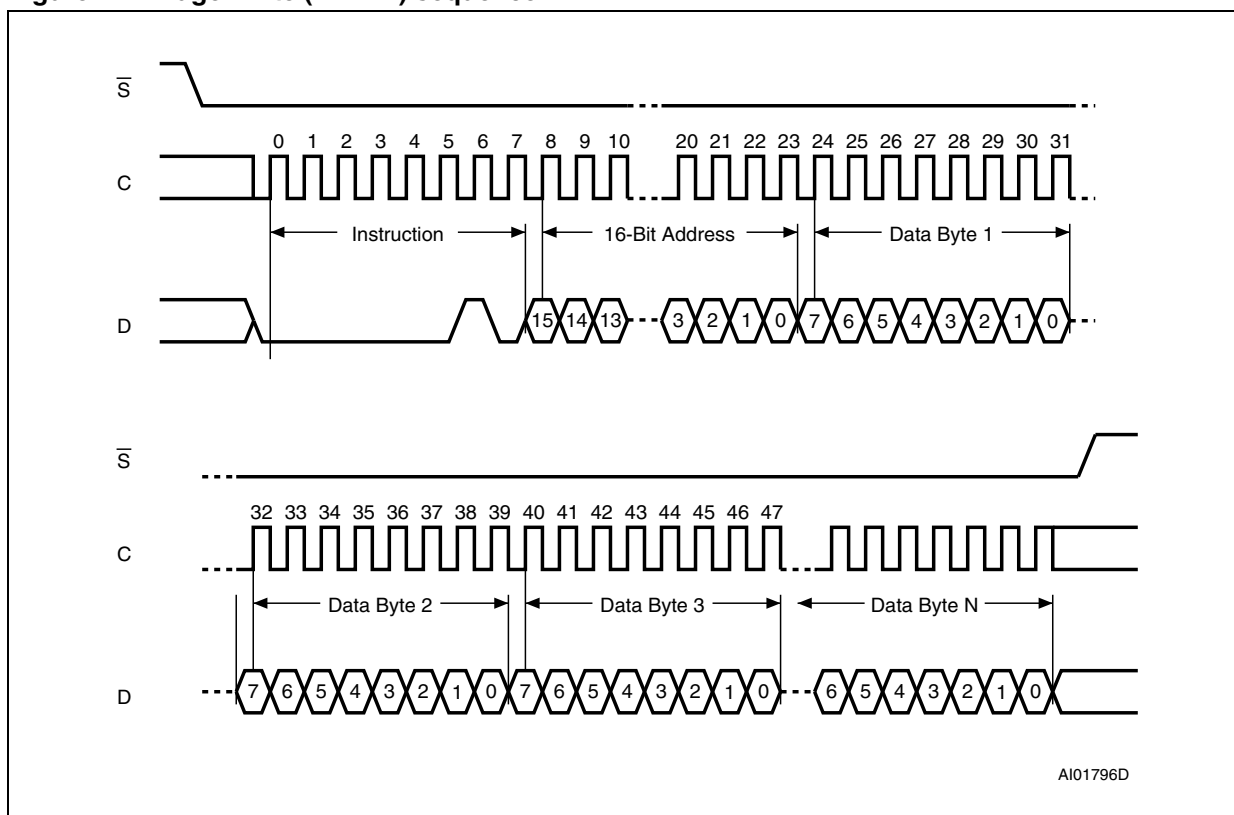 S
0 1 2 3 4 5 6 7 8 9 10 20 21 22 23 24 25 26 27 28 29 30 31
C
Instruction 16-Bit Address Data Byte 1
D
15 14 13 3 2 1 0 7 6 5 4 3 2 1 0
S
32 33 34 35 36 37 38 39 40 41 42 43 44 45 46 47
C
Data Byte 2 Data Byte 3 Data Byte N
D
7 6 5 4 3 2 1 0 7 6 5 4 3 2 1 0 6 5 4 3 2 1 0
AI01796D